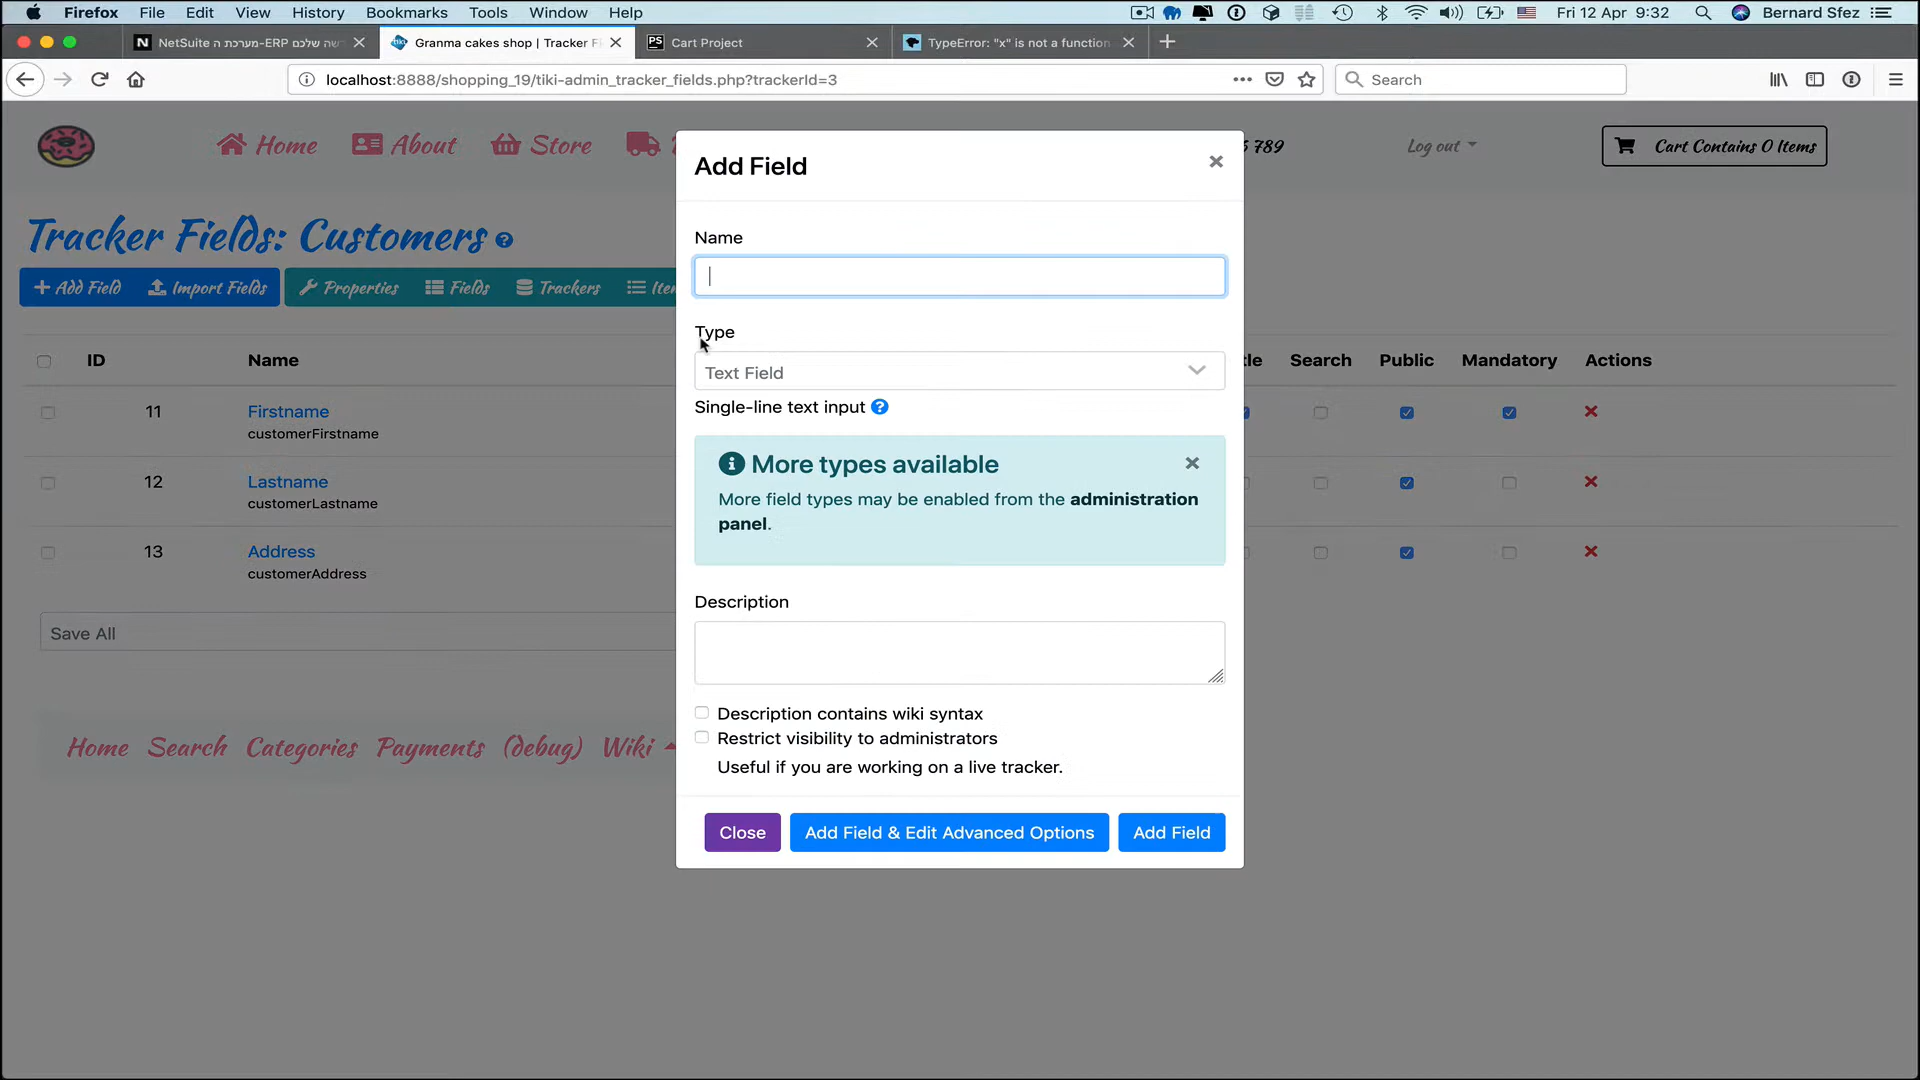 Firefox File Edit View History Bookmarks Tools Window Help Fri 12 Apr 9:32 Bernard Sfez
NetSuite מערכת ה-ERP שלכם Granma cakes shop | Tracker F PS Cart Project TypeError: "x" is not a function
localhost:8888/shopping_19/tiki-admin_tracker_fields.php?trackerId=3 Search
Home About Store 789 Log out Cart Contains 0 Items
Add Field
Name
Tracker Fields: Customers
Add Field Import Fields Properties Fields Trackers
Type
Text Field
Single-line text input
ID Name Search Public Mandatory Actions
11 Firstname
customerFirstname
12 Lastname
customerLastname
13 Address
customerAddress
More types available
More field types may be enabled from the administration
panel.
Description
Save All
Description contains wiki syntax
Restrict visibility to administrators
Useful if you are working on a live tracker.
Home Search Categories Payments (debug) Wiki
Close Add Field & Edit Advanced Options Add Field